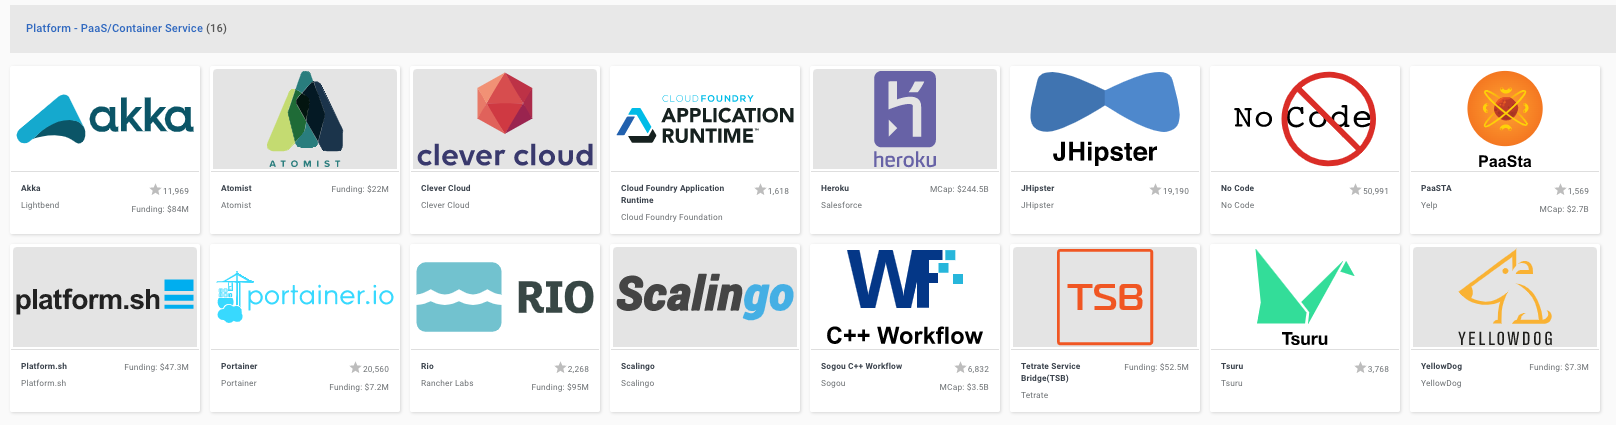 Platform - PaaS/Container Service (16)
akka
Akka
11,969
Lightbend
Funding: $84M
ATOMIST
Atomist
Funding: $22M
Atomist
clever cloud
Clever Cloud
Clever Cloud
CLOUDFOUNDRY
APPLICATION
RUNTIME™
Cloud Foundry Application
Runtime
1,618
Cloud Foundry Foundation
heroku
Heroku
MCap: $244.5B
Salesforce
JHipster
JHipster
19,190
JHipster
No Code
No Code
50,991
No Code
PaaSta
PaaSTA
1,569
Yelp
MCap: $2.7B
platform.sh
Platform.sh
Funding: $47.3M
Platform.sh
portainer.io
Portainer
20,560
Portainer
Funding: $7.2M
RIO
Rio
2,268
Rancher Labs
Funding: $95M
Scalingo
Scalingo
Scalingo
WF
C++ Workflow
Sogou C++ Workflow
6,832
Sogou
MCap: $3.5B
TSB
Tetrate Service
Bridge(TSB)
Funding: $52.5M
Tetrate
Tsuru
Tsuru
3,768
Tsuru
YELLOWDOG
YellowDog
Funding: $7.3M
YellowDog